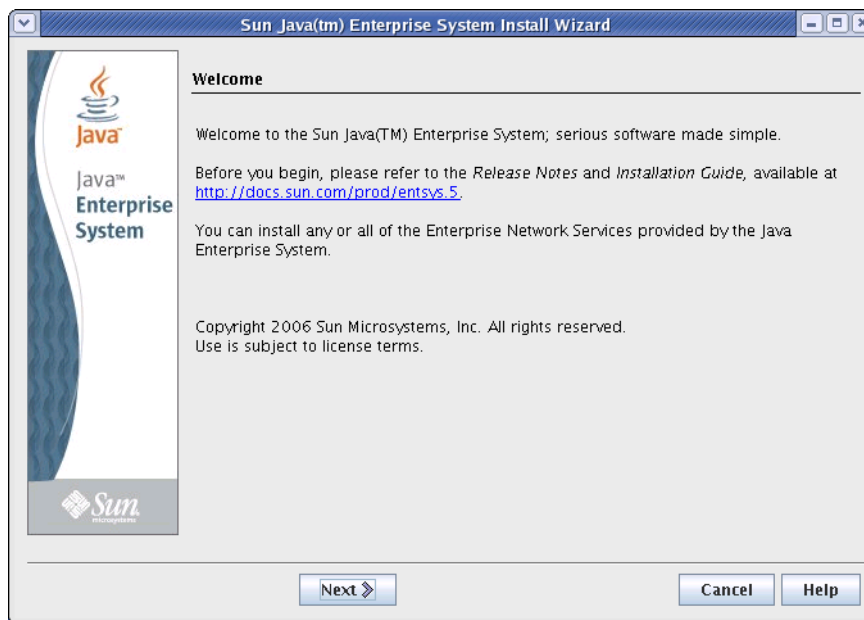 Sun Java(tm) Enterprise System Install Wizard
Java™
Java™
Enterprise
System
Sun
microsystems
Welcome
Welcome to the Sun Java(TM) Enterprise System; serious software made simple.
Before you begin, please refer to the Release Notes and Installation Guide, available at
http://docs.sun.com/prod/entsys.5.
You can install any or all of the Enterprise Network Services provided by the Java
Enterprise System.
Copyright 2006 Sun Microsystems, Inc. All rights reserved.
Use is subject to license terms.
Next
Cancel
Help